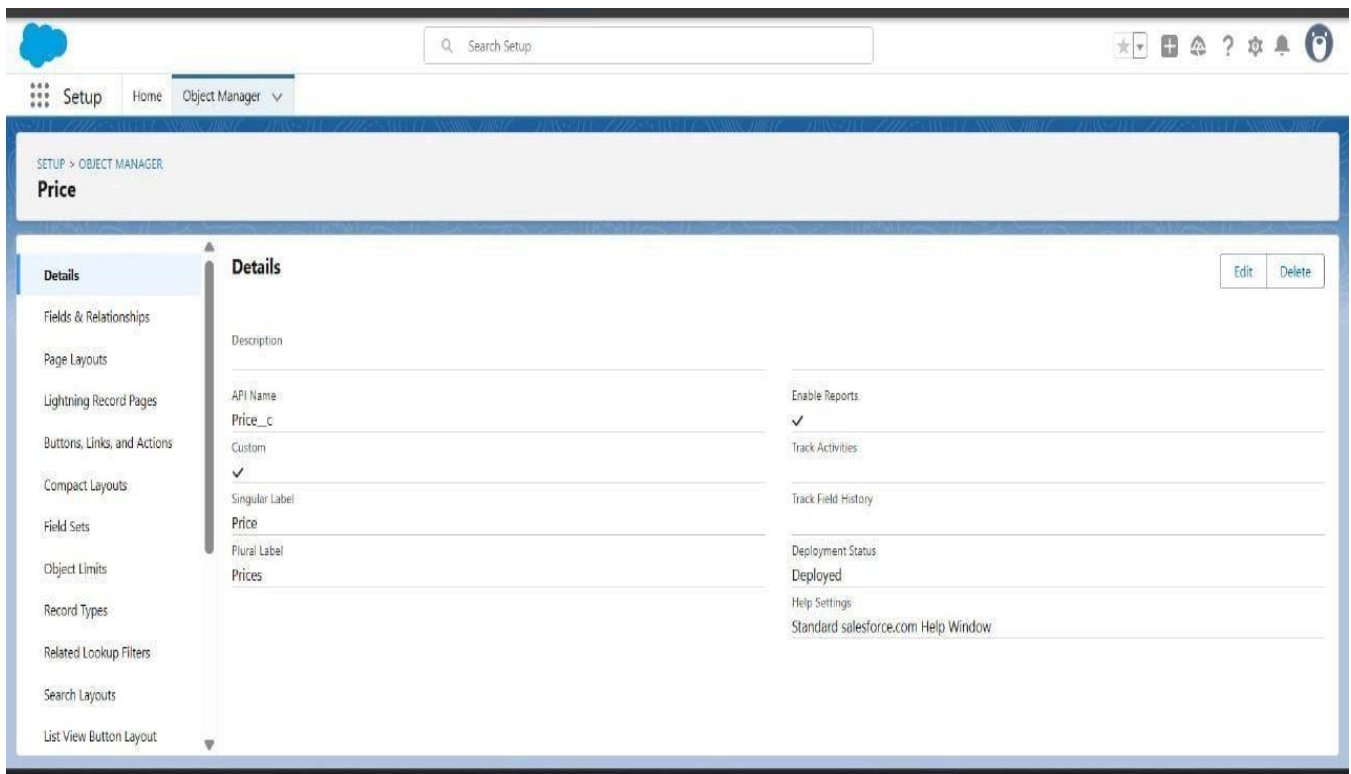 Search Setup
Setup
Home
Object Manager
SETUP > OBJECT MANAGER
Price
Details
Fields & Relationships
Page Layouts
Lightning Record Pages
Buttons, Links, and Actions
Compact Layouts
Field Sets
Object Limits
Record Types
Related Lookup Filters
Search Layouts
List View Button Layout
Details
Edit
Delete
Description
API Name
Price__c
Custom
Singular Label
Price
Plural Label
Prices
Enable Reports
Track Activities
Track Field History
Deployment Status
Deployed
Help Settings
Standard salesforce.com Help Window